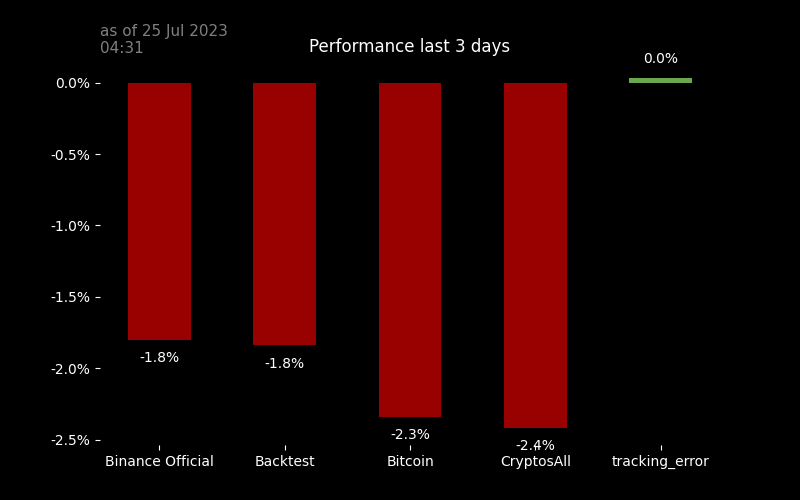 as of 25 Jul 2023
04:31
Performance last 3 days
0.0%
0.0%
-0.5%
-1.0%
-1.5%
-2.0%
-2.5%
-1.8%
-1.8%
-2.3%
-2.4%
Binance Official
Backtest
Bitcoin
CryptosAll
tracking_error